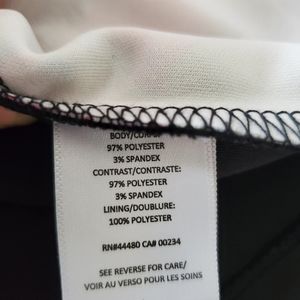 BODY/CORPS
97% POLYESTER
3% SPANDEX
CONTRAST/CONTRASTE:
97% POLYESTER
3% SPANDEX
LINING/DOUBLURE:
100% POLYESTER
RN#44480 CA# 00234
SEE REVERSE FOR CARE/
VOIR AU VERSO POUR LES SOINS